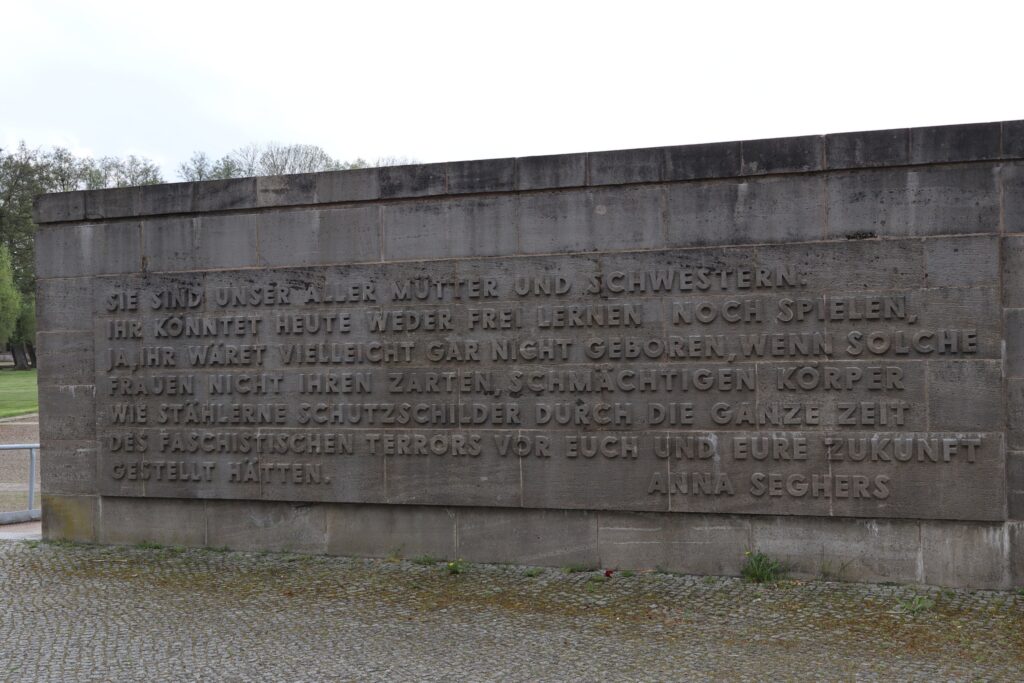 SIE SIND UNSER ALLER MÜTTER UND SCHWESTERN.
IHR KÖNNTET HEUTE WEDER FREI LERNEN NOCH SPIELEN,
JA, IHR WÄRET VIELLEICHT GAR NICHT GEBOREN, WENN SOLCHE
FRAUEN NICHT IHREN ZARTEN, SCHMÄCHTIGEN KÖRPER
WIE STÄHLERNE SCHUTZSCHILDER DURCH DIE GANZE ZEIT
DES FASCHISTISCHEN TERRORS VOR EUCH UND EURE ZUKUNFT
GESTELLT HÄTTEN. ANNA SEGHERS